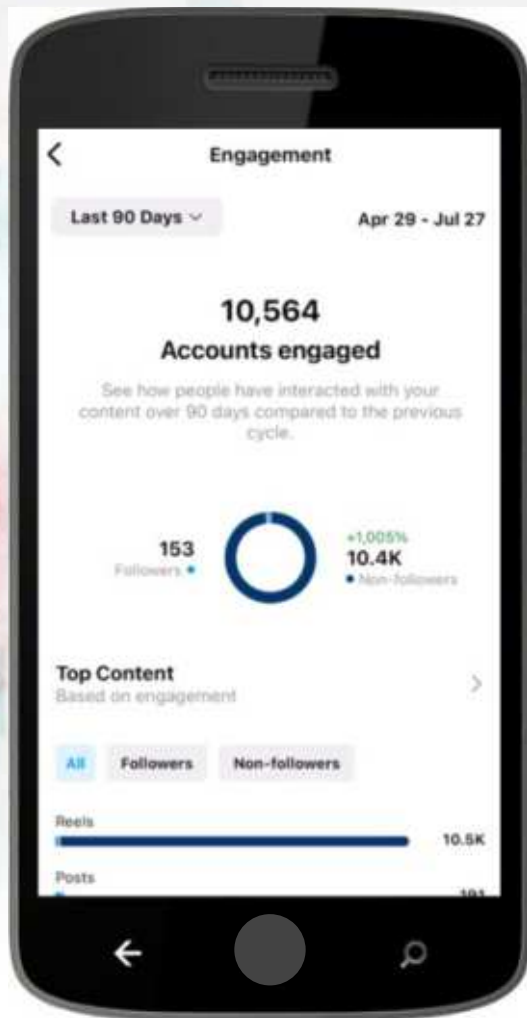 Engagement
Last 90 Days
Apr 29 - Jul 27
10,564
Accounts engaged
See how people have interacted with your
content over 90 days compared to the previous
cycle.
153
Followers
+1,005%
10.4K
Non-followers
Top Content
Based on engagement
All
Followers
Non-followers
Reels
10.5K
Posts
191